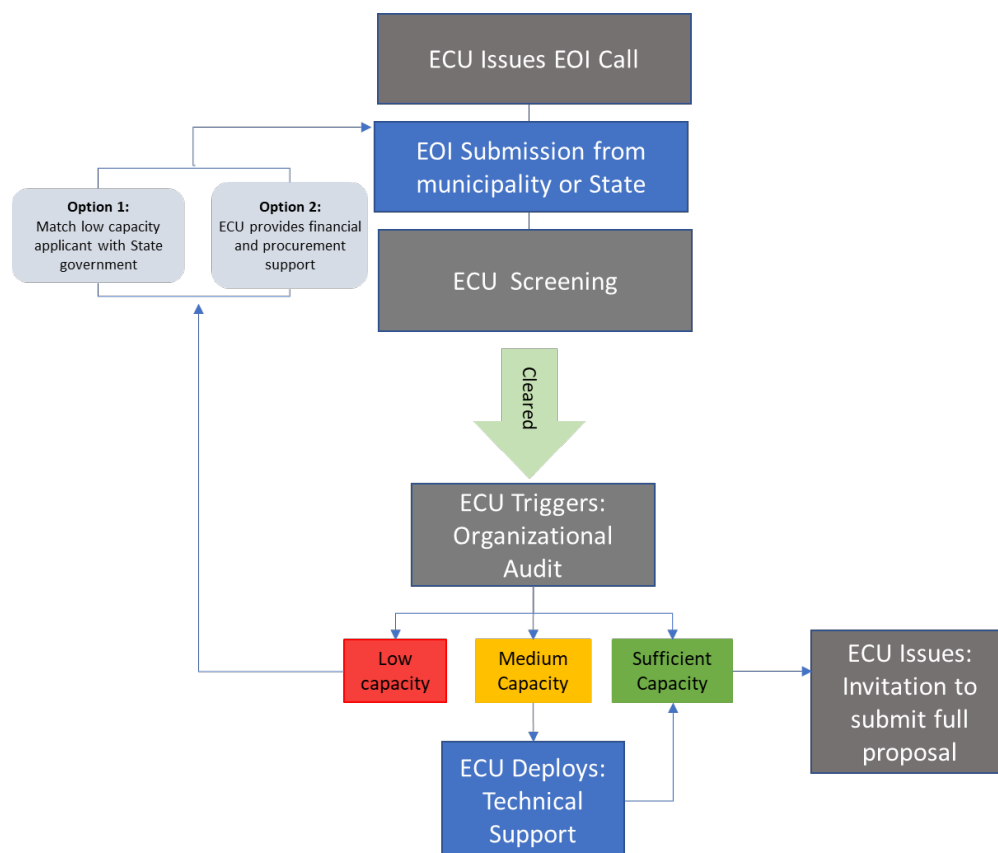 ECU Issues EOI Call
EOI Submission from
municipality or State
Option 1:
Match low capacity
applicant with State
government
Option 2:
ECU provides financial
and procurement
support
ECU Screening
Cleared
ECU Triggers:
Organizational
Audit
Low
capacity
Medium
Capacity
Sufficient
Capacity
ECU Issues:
Invitation to
submit full
proposal
ECU Deploys:
Technical
Support